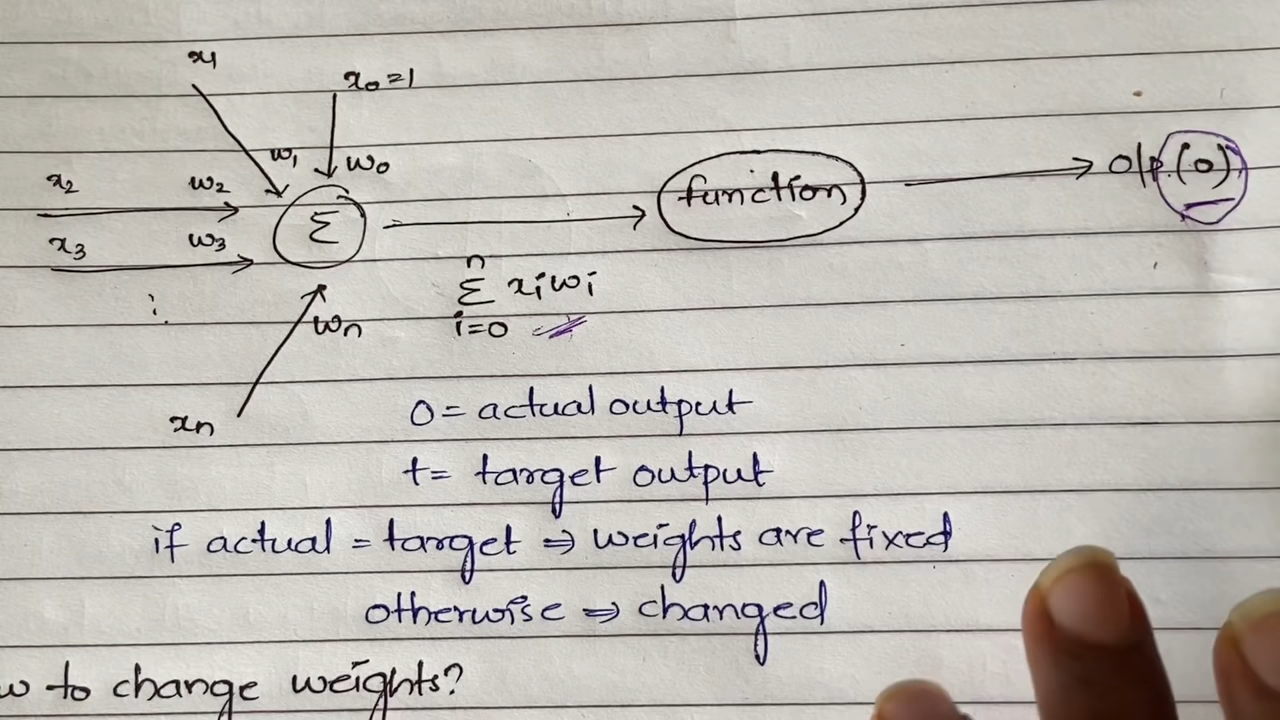 x1
x0=1
w1
w0
x2
w2
x3
w3
Σ
function
o/p.(o)
wn
xn
n
Σ xiwi
i=0
o= actual output
t= target output
if actual = target ⇒ weights are fixed
otherwise ⇒ changed
w to change weights?